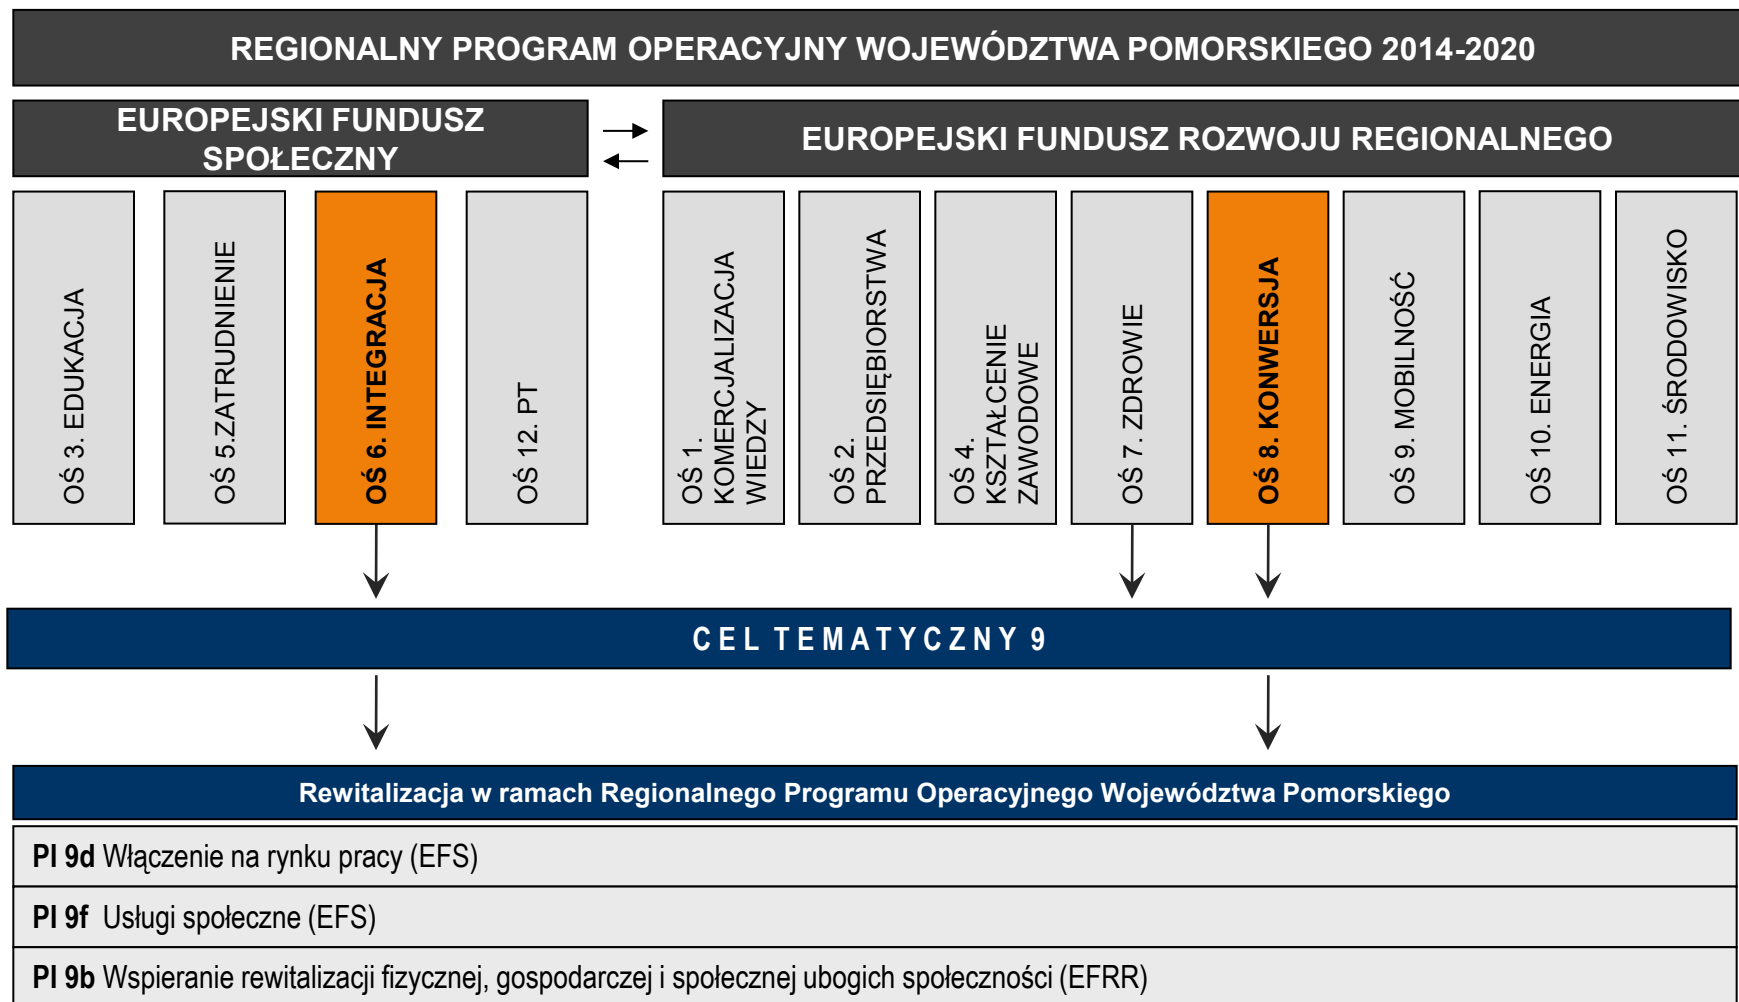 REGIONALNY PROGRAM OPERACYJNY WOJEWÓDZTWA POMORSKIEGO 2014-2020
EUROPEJSKI FUNDUSZ
SPOŁECZNY
EUROPEJSKI FUNDUSZ ROZWOJU REGIONALNEGO
OŚ 3. EDUKACJA
OŚ 5.ZATRUDNIENIE
OŚ 6. INTEGRACJA
OŚ 12. PT
OŚ 1.
KOMERCJALIZACJA
WIEDZY
OŚ 2.
PRZEDSIĘBIORSTWA
OŚ 4.
KSZTAŁCENIE
ZAWODOWE
OŚ 7. ZDROWIE
OŚ 8. KONWERSJA
OŚ 9. MOBILNOŚĆ
OŚ 10. ENERGIA
OŚ 11. ŚRODOWISKO
CEL TEMATYCZNY 9
Rewitalizacja w ramach Regionalnego Programu Operacyjnego Województwa Pomorskiego
PI 9d Włączenie na rynku pracy (EFS)
PI 9f Usługi społeczne (EFS)
PI 9b Wspieranie rewitalizacji fizycznej, gospodarczej i społecznej ubogich społeczności (EFRR)